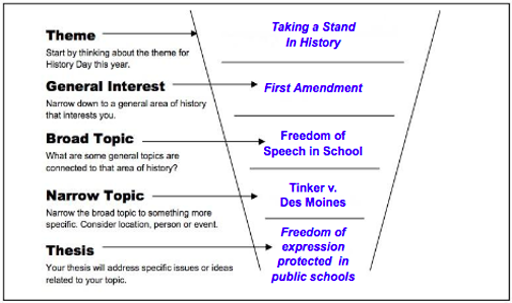 Theme
Start by thinking about the theme for
History Day this year.
Taking a Stand
In History
General Interest
Narrow down to a general area of history
that interests you.
First Amendment
Broad Topic
What are some general topics are
connected to that area of history?
Freedom of
Speech in School
Narrow Topic
Narrow the broad topic to something more
specific. Consider location, person or event.
Tinker v.
Des Moines
Thesis
Your thesis will address specific issues or ideas
related to your topic.
Freedom of
expression
protected in
public schools